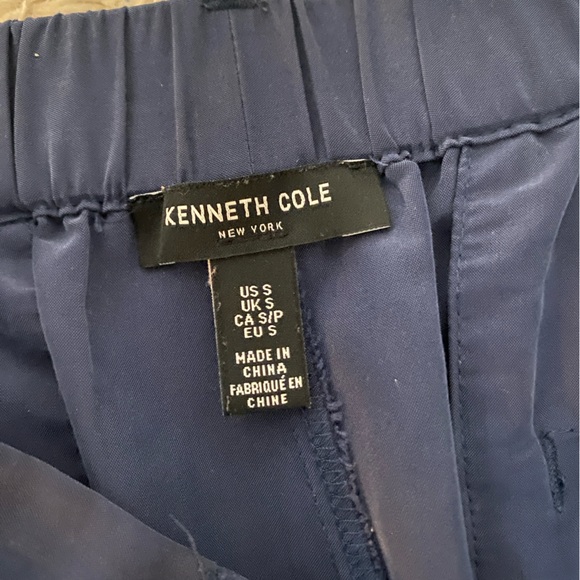 KENNETH COLE
NEW YORK
US S
UK S
CA S/P
EU S
MADE IN
CHINA
FABRIQUÉ EN
CHINE